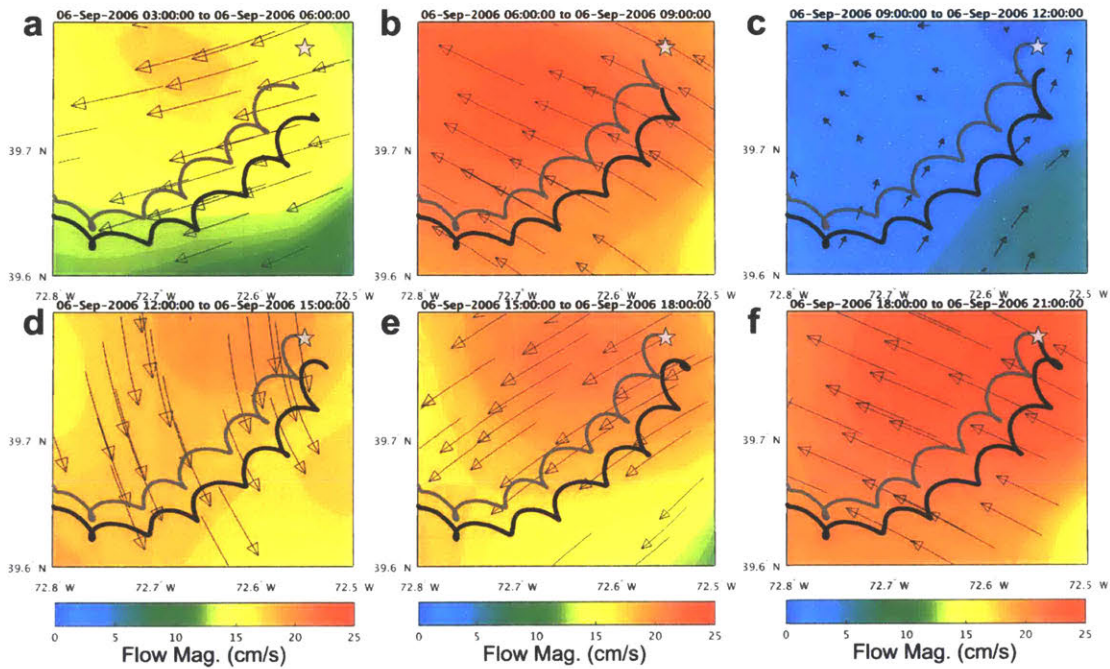 a
06-Sep-2006 03:00:00 to 06-Sep-2006 06:00:00
b
06-Sep-2006 06:00:00 to 06-Sep-2006 09:00:00
c
06-Sep-2006 09:00:00 to 06-Sep-2006 12:00:00
39.7
39.7
39.7
39.6 N
39.6 N
39.6 N
72.8 W 72.7 W 72.6 W 72.5 W
72.8 W 72.7 W 72.6 W 72.5 W
72.8 W 72.7 W 72.6 W 72.5 W
d
06-Sep-2006 12:00:00 to 06-Sep-2006 15:00:00
e
06-Sep-2006 15:00:00 to 06-Sep-2006 18:00:00
f
06-Sep-2006 18:00:00 to 06-Sep-2006 21:00:00
39.7
39.7
39.7
39.6 N
39.6 N
39.6 N
72.8 W 72.7 W 72.6 W 72.5 W
72.8 W 72.7 W 72.6 W 72.5 W
72.8 W 72.7 W 72.6 W 72.5 W
0 5 10 15 20 25
0 5 10 15 20 25
0 5 10 15 20 25
Flow Mag. (cm/s)
Flow Mag. (cm/s)
Flow Mag. (cm/s)